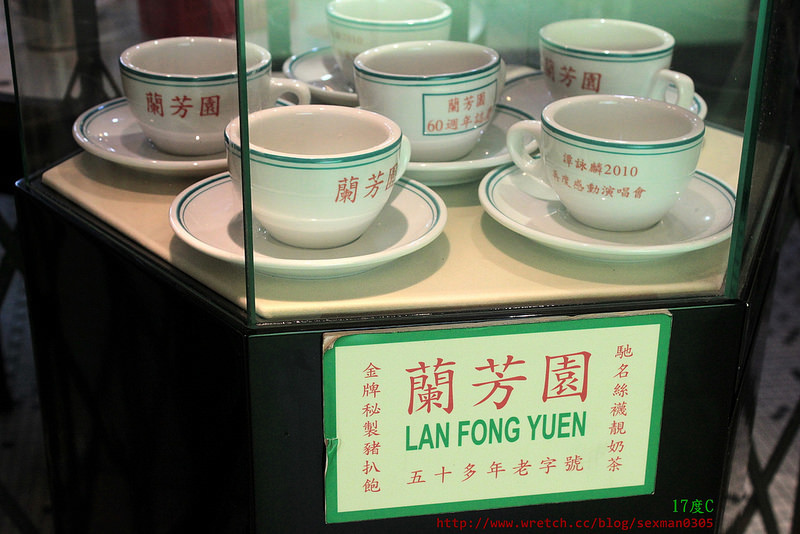 蘭芳園
蘭芳園
60週年誌
蘭芳園
蘭芳園
譚詠麟2010
度感動演唱會
馳名絲襪靚奶茶
蘭芳園
LAN FONG YUEN
五十多年老字號
金牌秘製豬扒飽
17度C
http://www.wretch.cc/blog/sexman0305